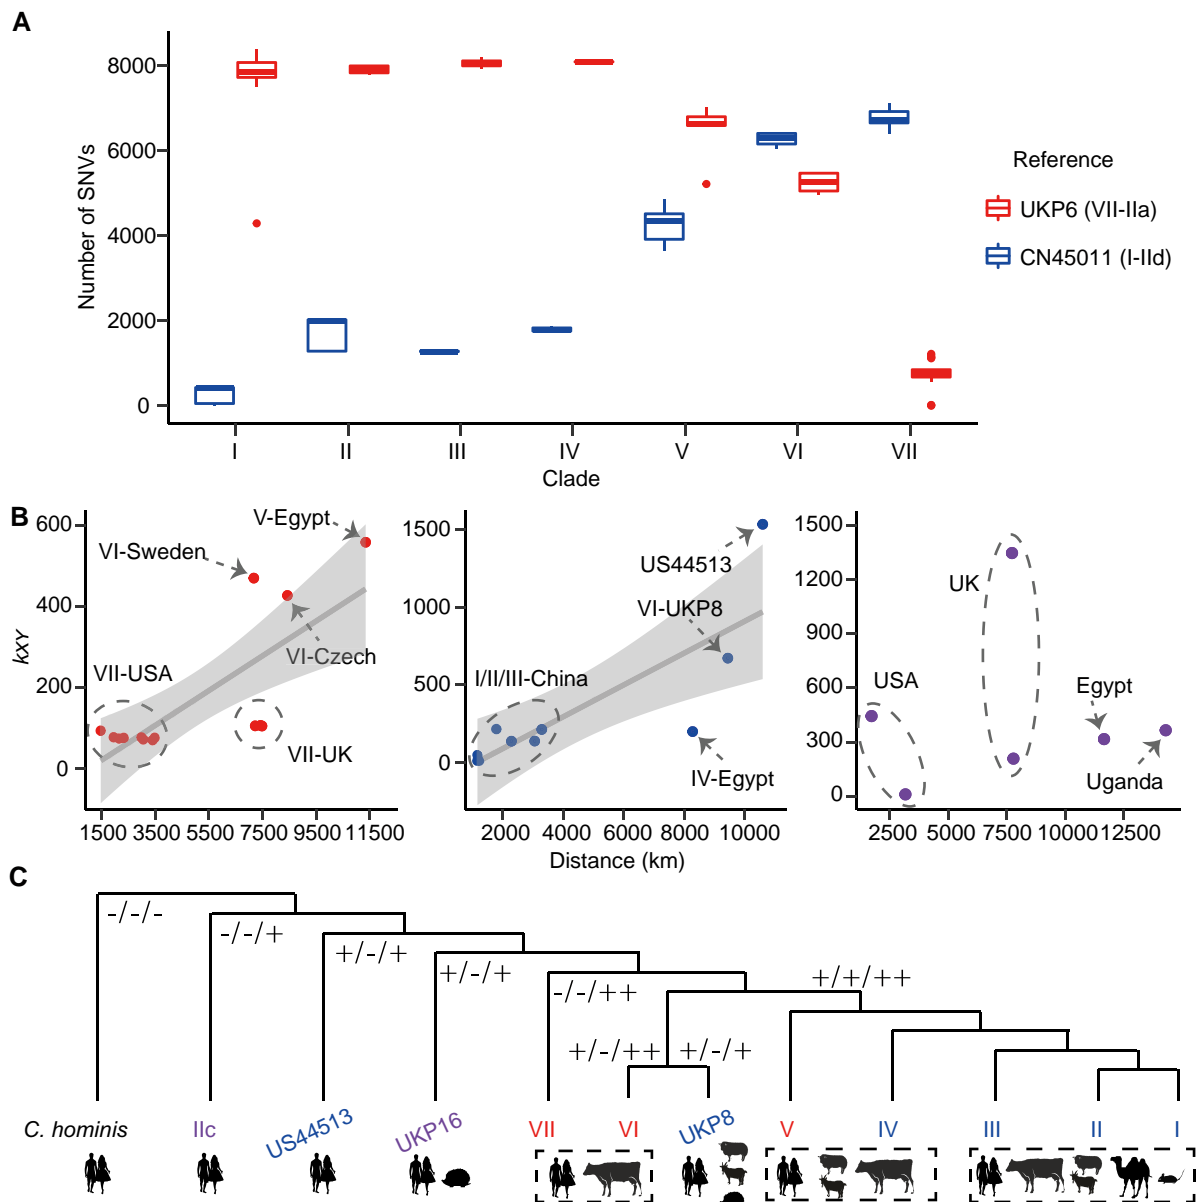 A
8000
6000
4000
2000
0
Number of SNVs
I II III IV V VI VII
Clade
Reference
UKP6 (VII-IIa)
CN45011 (I-IId)
B
600
400
200
0
kXY
V-Egypt
VI-Sweden
VI-Czech
VII-USA
VII-UK
1500 3500 5500 7500 9500 11500
1500
1000
500
0
US44513
VI-UKP8
I/II/III-China
IV-Egypt
2000 4000 6000 8000 10000
Distance (km)
1500
1200
900
600
300
0
UK
USA
Egypt
Uganda
2500 5000 7500 10000 12500
C
-/-/-
-/-/+
+/-/+
+/-/+
-/-/++
+/+/++
+/-/++ +/-/+
C. hominis IIc US44513 UKP16 VII VI UKP8 V IV III II I